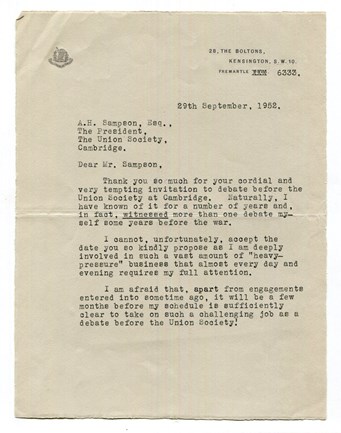 28, THE BOLTONS,
KENSINGTON, S.W.10.
FREMANTLE 6333.
29th September, 1952.
A.H. Sampson, Esq.,
The President,
The Union Society,
Cambridge.
Dear Mr. Sampson,
Thank you so much for your cordial and
very tempting invitation to debate before the
Union Society at Cambridge. Naturally, I
have known of it for a number of years and,
in fact, witnessed more than one debate my-
self some years before the war.
I cannot, unfortunately, accept the
date you so kindly propose as I am deeply
involved in such a vast amount of "heavy-
pressure" business that almost every day and
evening requires my full attention.
I am afraid that, apart from engagements
entered into sometime ago, it will be a few
months before my schedule is sufficiently
clear to take on such a challenging job as a
debate before the Union Society!